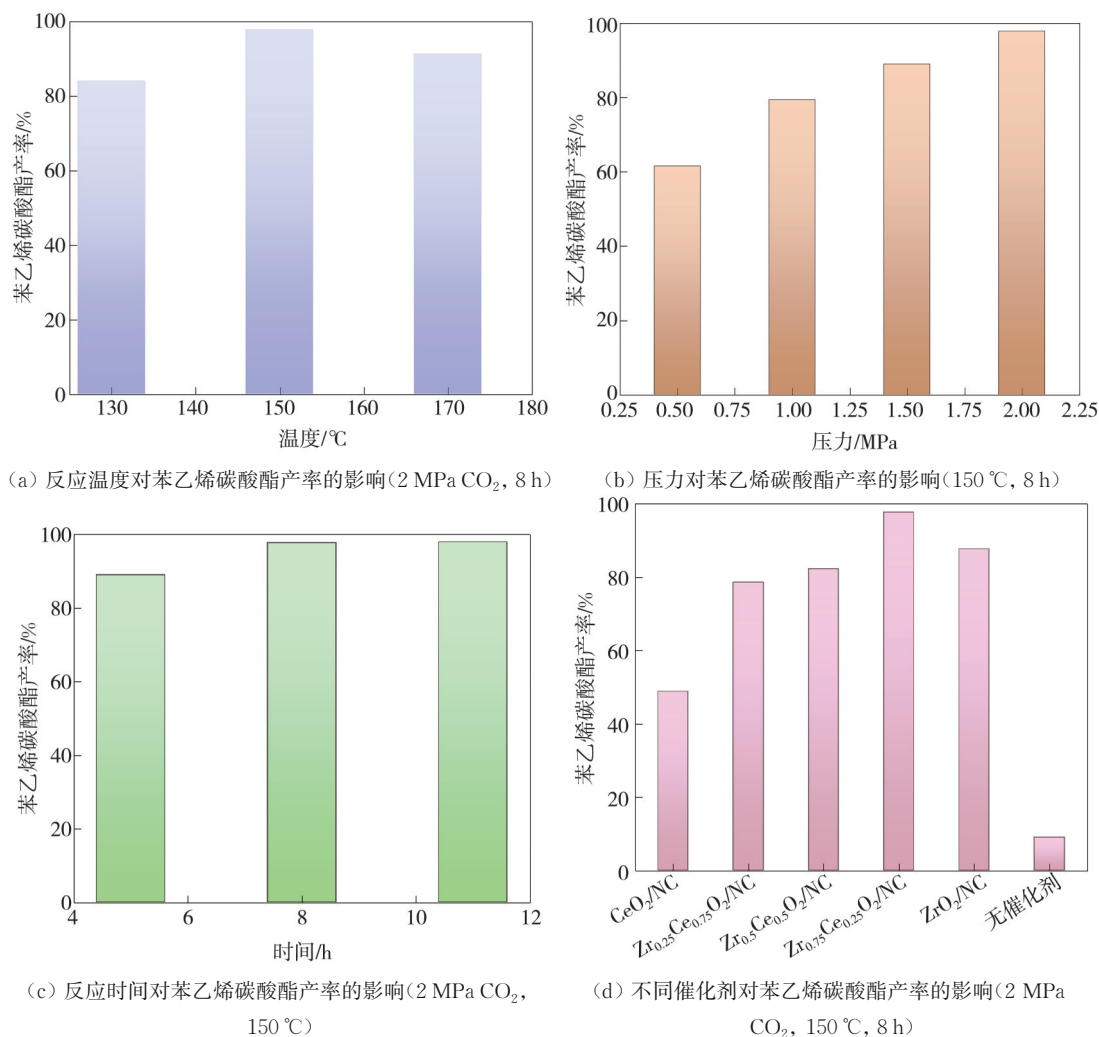 100
80
60
40
20
0
苯乙烯碳酸酯产率/%
130 140 150 160 170 180
温度/℃
(a) 反应温度对苯乙烯碳酸酯产率的影响(2 MPa CO₂, 8 h)
100
80
60
40
20
0
苯乙烯碳酸酯产率/%
0.25 0.50 0.75 1.00 1.25 1.50 1.75 2.00 2.25
压力/MPa
(b) 压力对苯乙烯碳酸酯产率的影响(150 ℃, 8 h)
100
80
60
40
20
0
苯乙烯碳酸酯产率/%
4 6 8 10 12
时间/h
(c) 反应时间对苯乙烯碳酸酯产率的影响(2 MPa CO₂,
150 ℃)
100
80
60
40
20
0
苯乙烯碳酸酯产率/%
CeO₂/NC
Zr₀.₂₅Ce₀.₇₅O₂/NC
Zr₀.₅Ce₀.₅O₂/NC
Zr₀.₇₅Ce₀.₂₅O₂/NC
ZrO₂/NC
无催化剂
(d) 不同催化剂对苯乙烯碳酸酯产率的影响(2 MPa
CO₂, 150 ℃, 8 h)